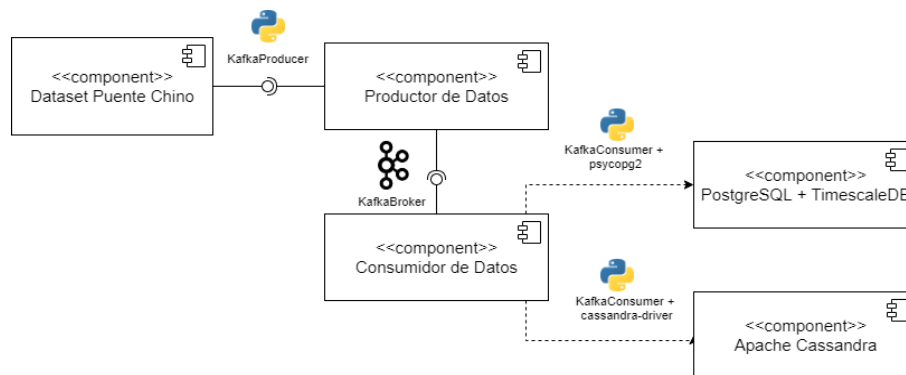 KafkaProducer
<<component>>
Dataset Puente Chino
<<component>>
Productor de Datos
KafkaBroker
<<component>>
Consumidor de Datos
KafkaConsumer +
psycopg2
<<component>>
PostgreSQL + TimescaleDB
KafkaConsumer +
cassandra-driver
<<component>>
Apache Cassandra